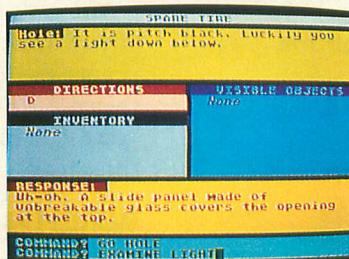 SPARE TIRE
Hole: It is pitch black. Luckily you
see a light down below.
DIRECTIONS
D
VISIBLE OBJECTS
None
INVENTORY
None
RESPONSE:
Uh-oh. A slide panel made of
unbreakable glass covers the opening
at the top.
COMMAND? GO HOLE
COMMAND? EXAMINE LIGHT